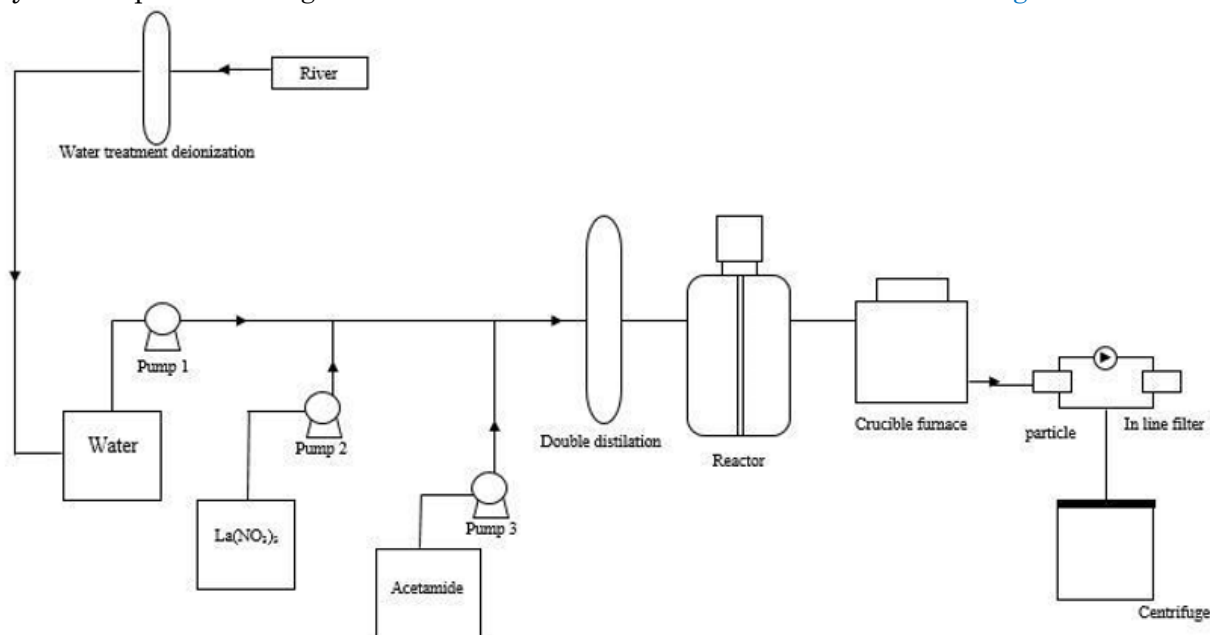 River
Water treatment deionization
Pump 1
Water
Pump 2
La(NO₃)₃
Pump 3
Acetamide
Double distilation
Reactor
Crucible furnace
particle
In line filter
Centrifuge